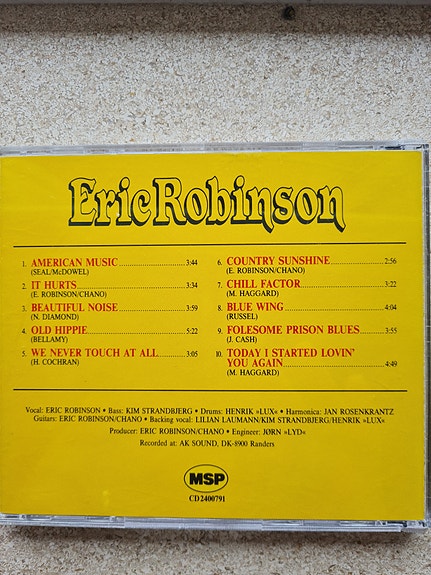 Eric Robinson
1. AMERICAN MUSIC 3:44
(SEAL/McDOWEL)
2. IT HURTS 3:34
(E. ROBINSON/CHANO)
3. BEAUTIFUL NOISE 3:59
(N. DIAMOND)
4. OLD HIPPIE 5:22
(BELLAMY)
5. WE NEVER TOUCH AT ALL 3:05
(H. COCHRAN)
6. COUNTRY SUNSHINE 2:56
(E. ROBINSON/CHANO)
7. CHILL FACTOR 3:22
(M. HAGGARD)
8. BLUE WING 4:04
(RUSSEL)
9. FOLESOME PRISON BLUES 3:55
(J. CASH)
10. TODAY I STARTED LOVIN'
YOU AGAIN 4:49
(M. HAGGARD)
Vocal: ERIC ROBINSON • Bass: KIM STRANDBJERG • Drums: HENRIK »LUX« • Harmonica: JAN ROSENKRANTZ
Guitars: ERIC ROBINSON/CHANO • Backing vocal: LILIAN LAUMANN/KIM STRANDBJERG/HENRIK »LUX«
Producer: ERIC ROBINSON/CHANO • Engineer: JØRN »LYD«
Recorded at: AK SOUND, DK-8900 Randers
MSP
CD2400791